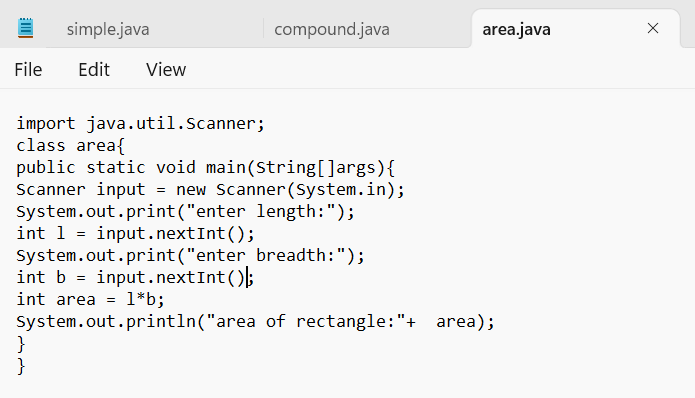 simple.java compound.java area.java
File Edit View
import java.util.Scanner;
class area{
public static void main(String[]args){
Scanner input = new Scanner(System.in);
System.out.print("enter length:");
int l = input.nextInt();
System.out.print("enter breadth:");
int b = input.nextInt();
int area = l*b;
System.out.println("area of rectangle:"+  area);
}
}